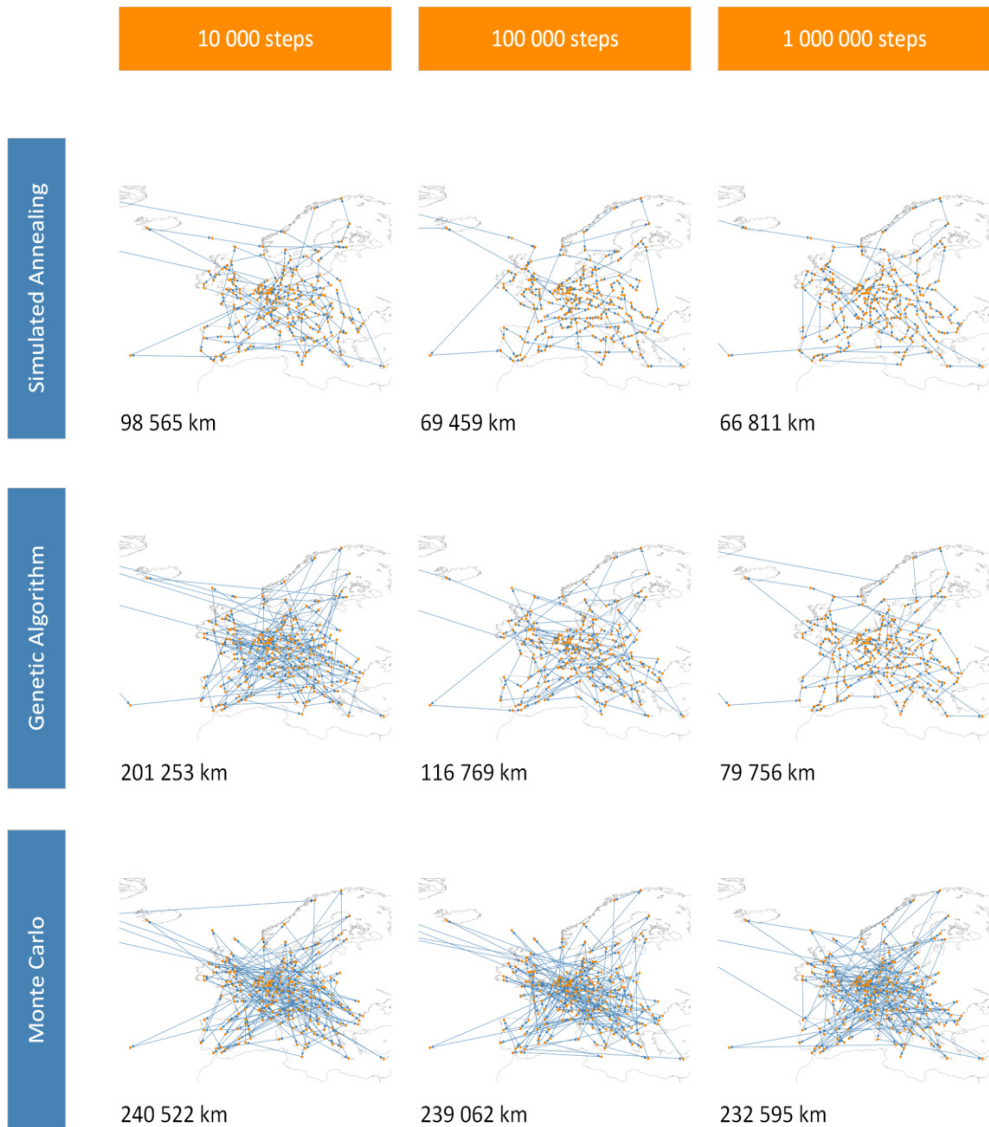 10 000 steps
100 000 steps
1 000 000 steps
Simulated Annealing
98 565 km
69 459 km
66 811 km
Genetic Algorithm
201 253 km
116 769 km
79 756 km
Monte Carlo
240 522 km
239 062 km
232 595 km